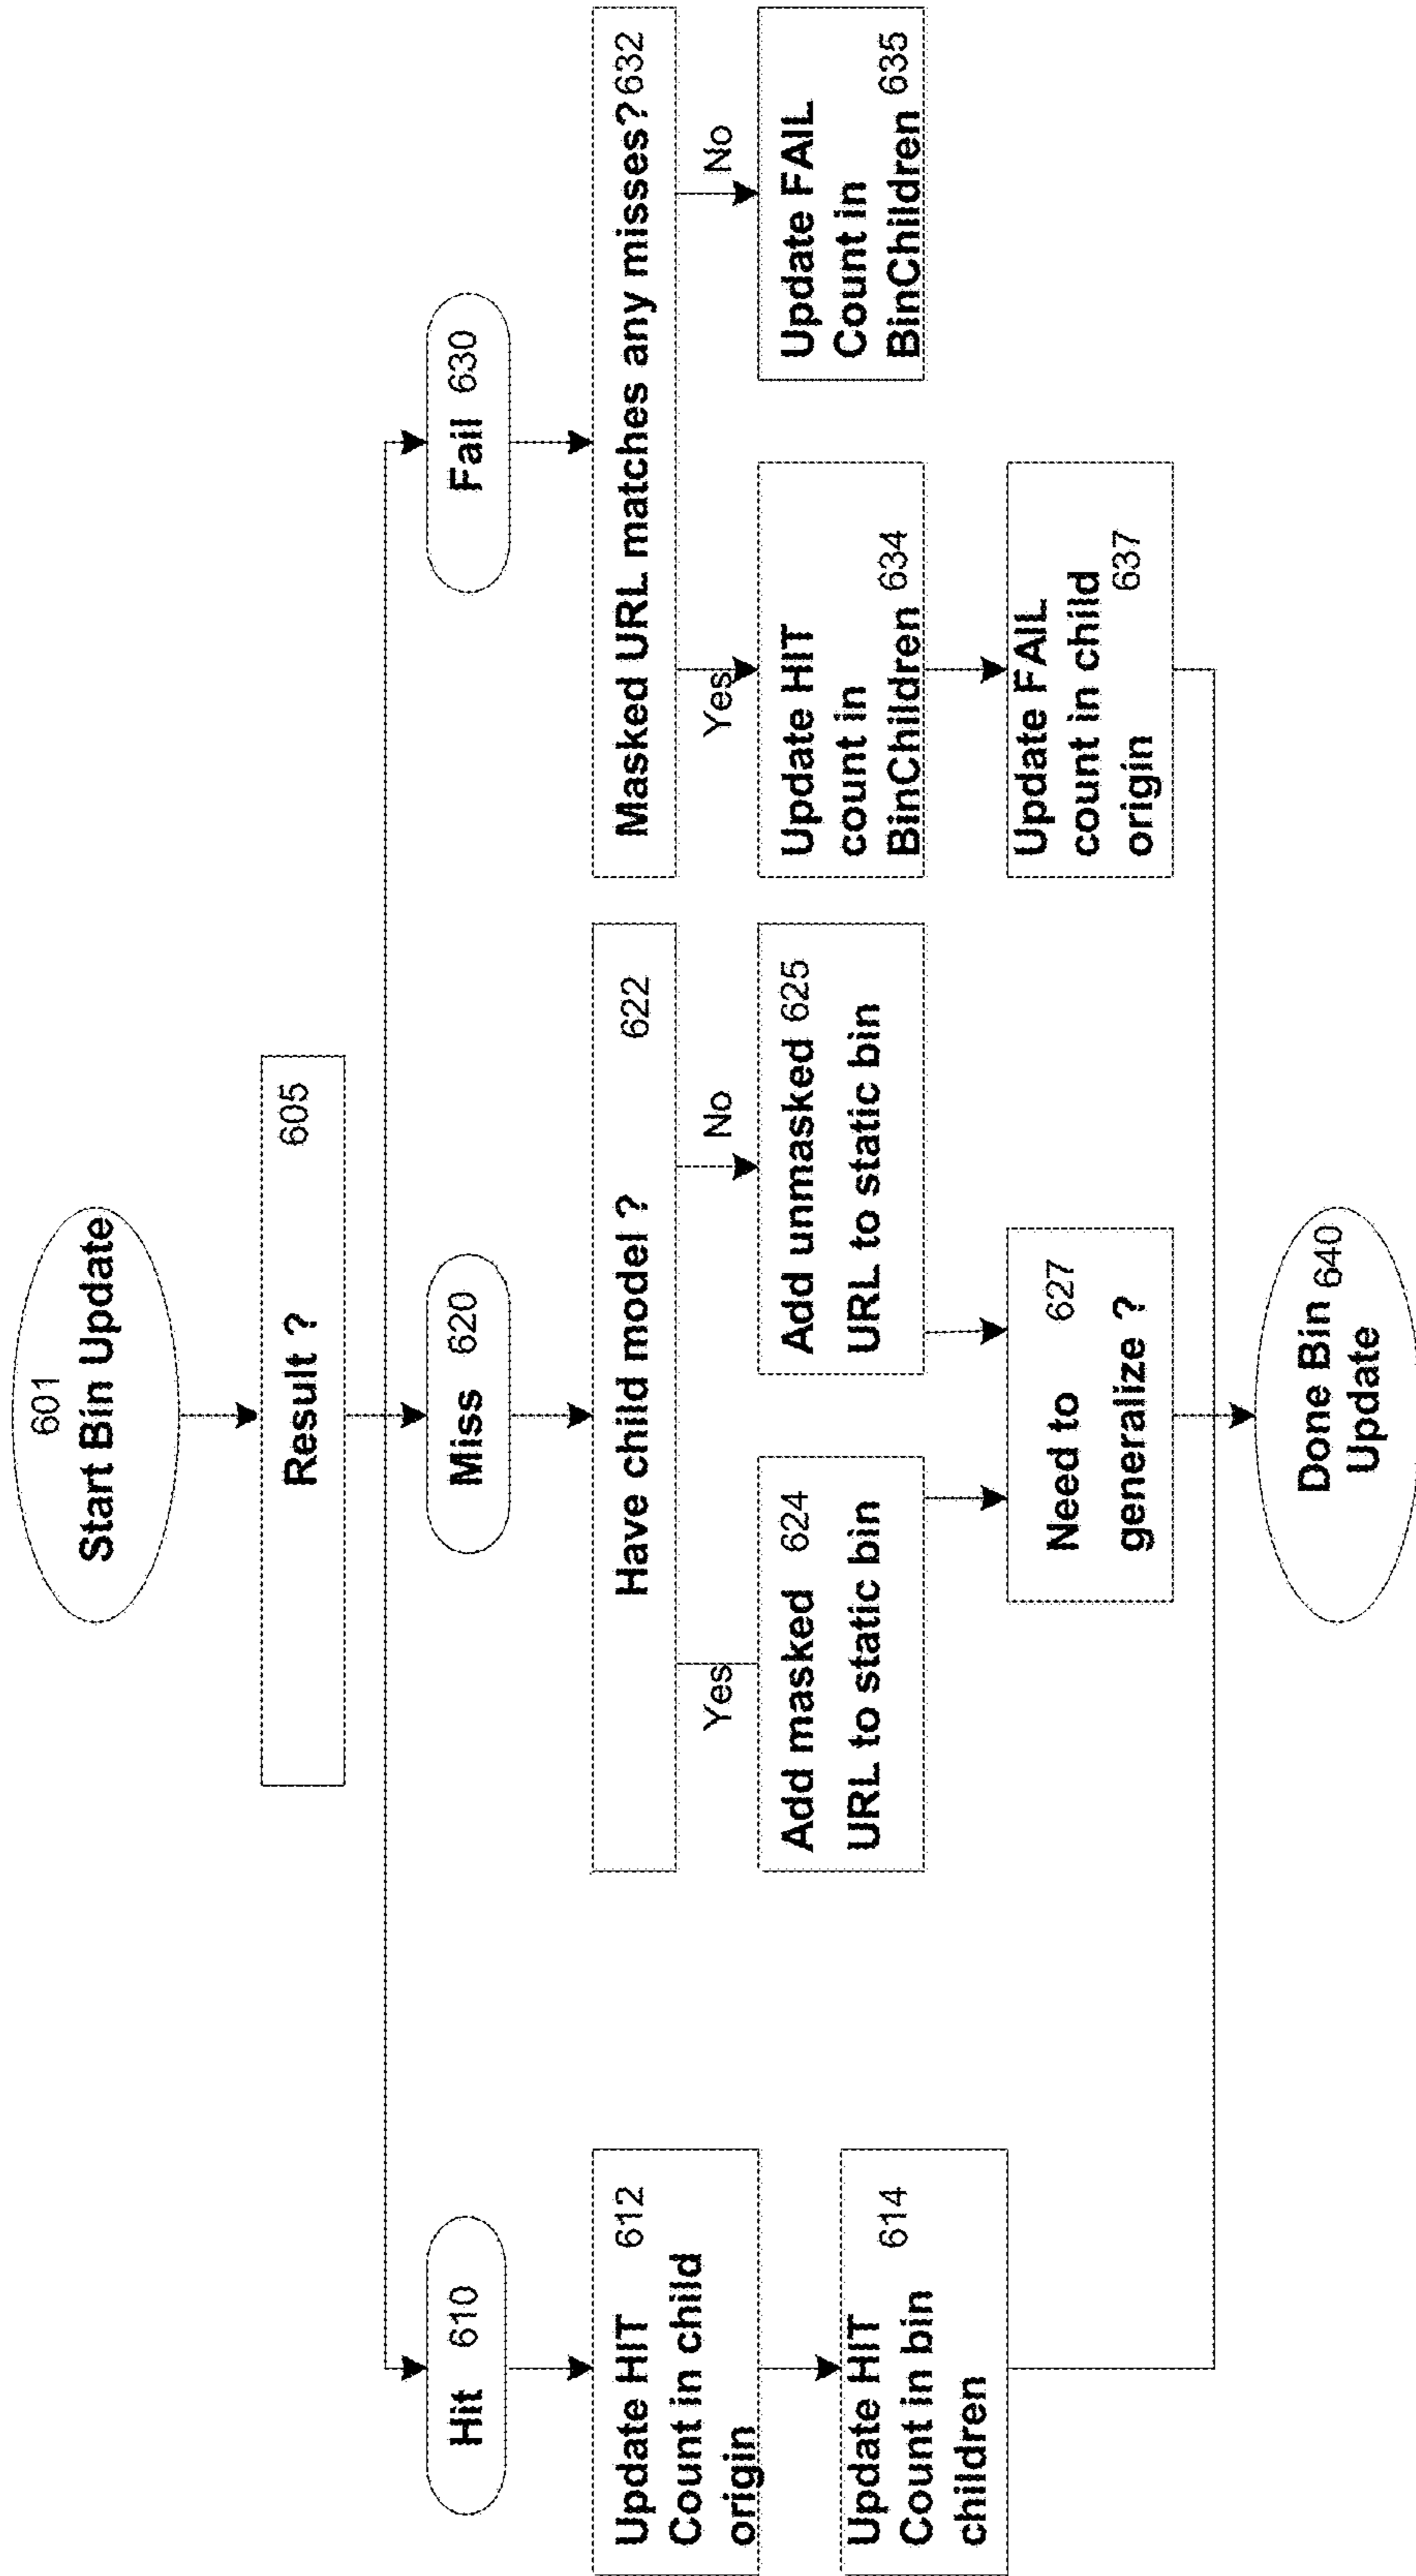 601
Start Bin Update
Result ? 605
Hit 610
Miss 620
Fail 630
Update HIT 612
Count in child
origin
Have child model ? 622
Masked URL matches any misses? 632
Yes
No
Yes
No
Update HIT
Count in bin 614
children
Add masked 624
URL to static bin
Add unmasked 625
URL to static bin
Update HIT
count in
BinChildren 634
Update FAIL
Count in
BinChildren 635
Need to 627
generalize ?
Update FAIL
count in child
origin 637
Done Bin 640
Update